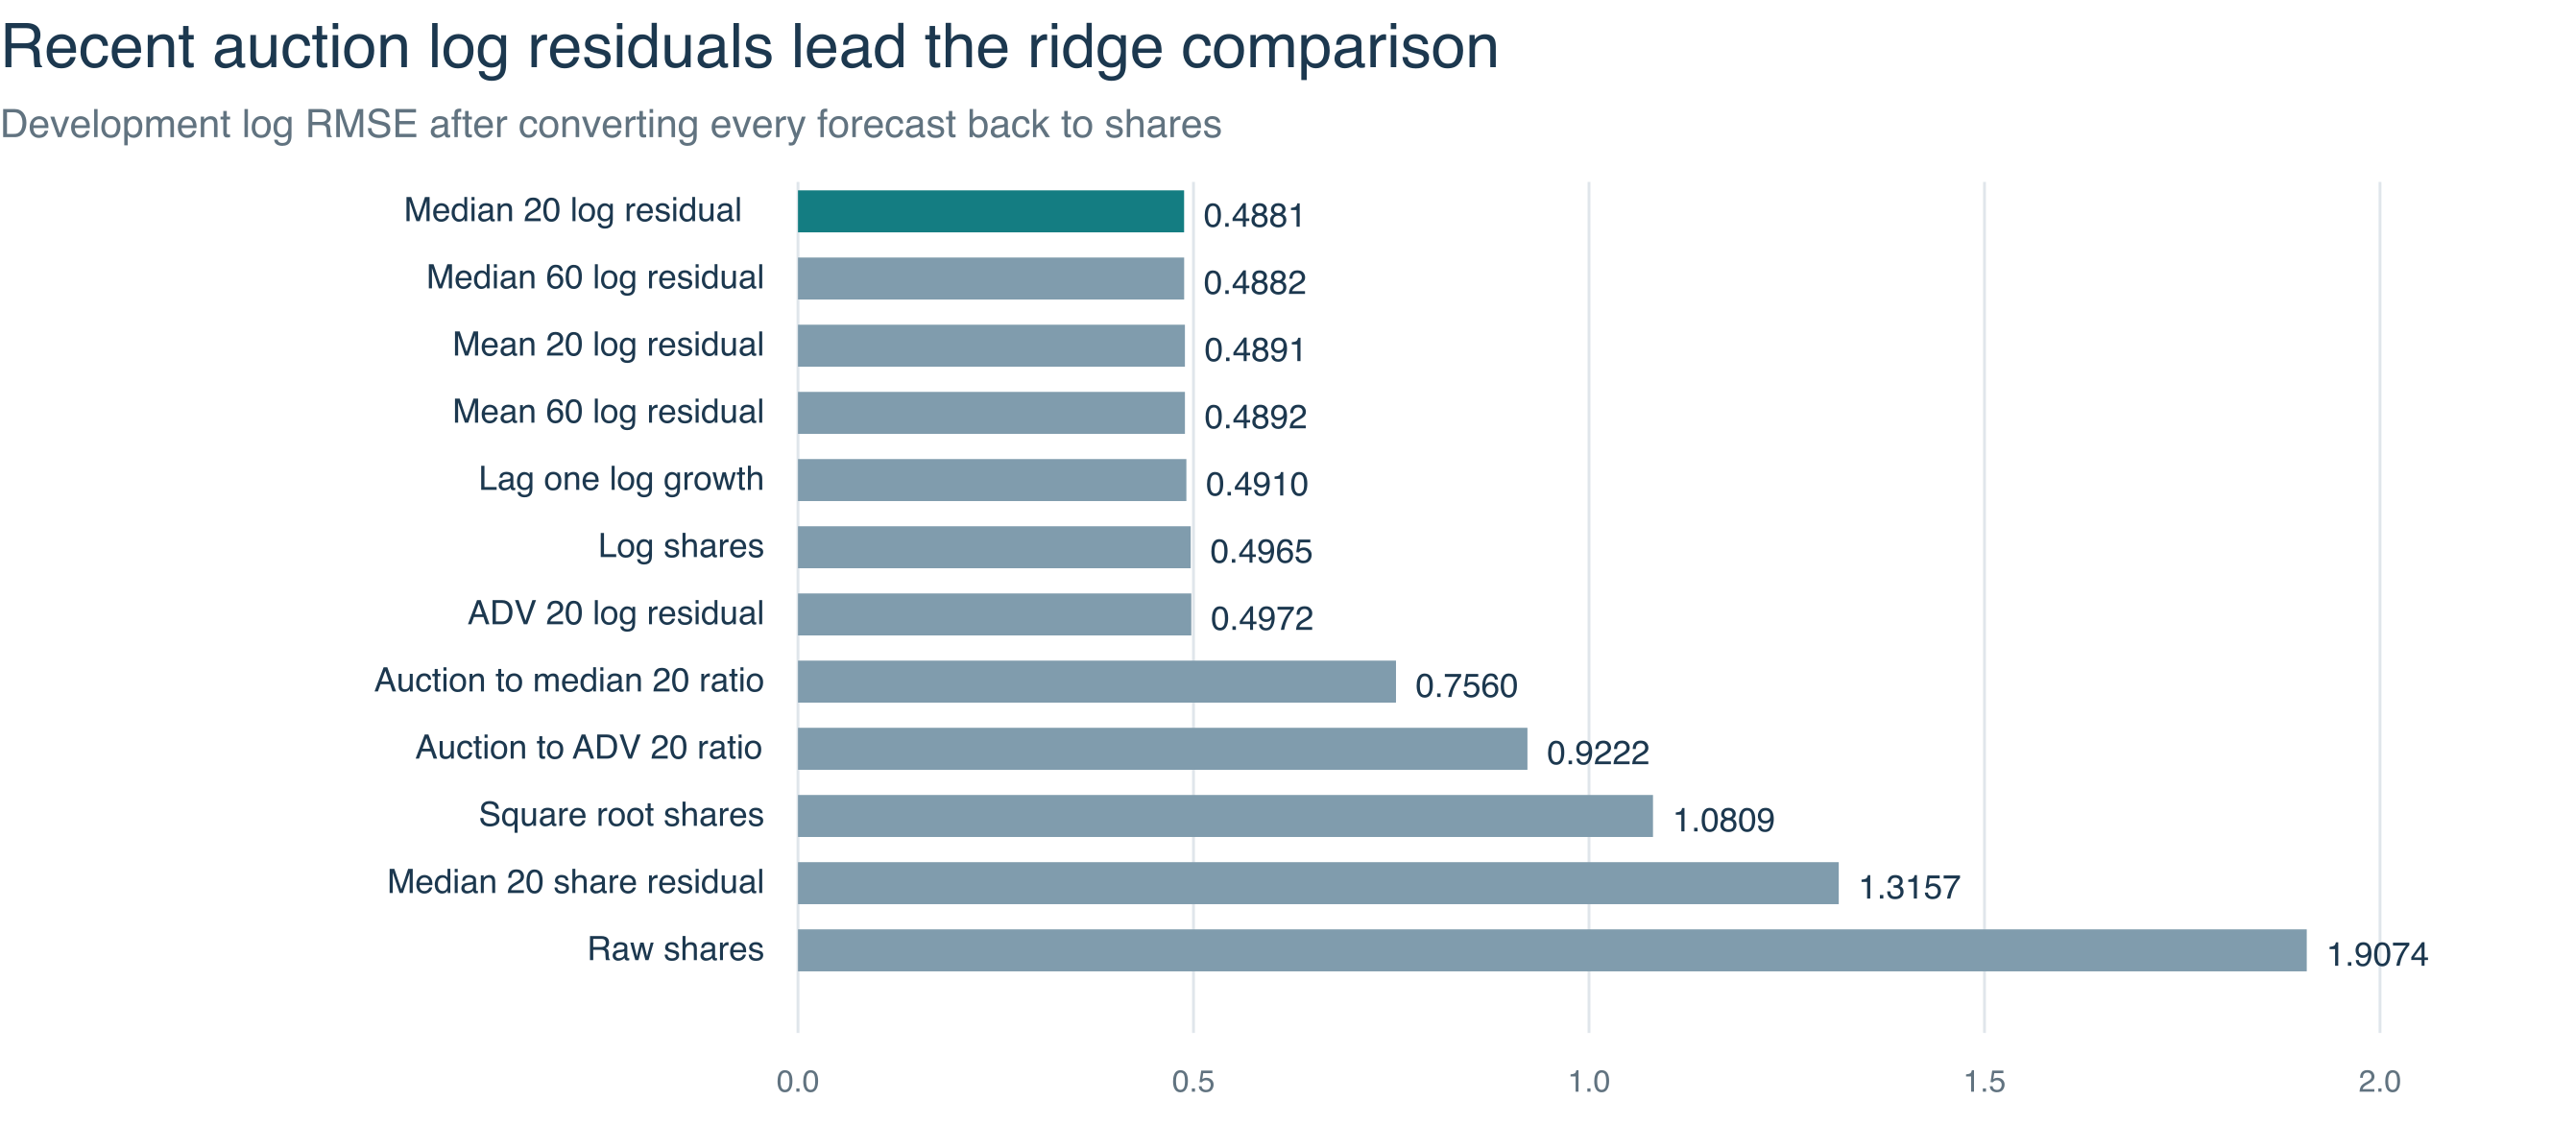 Recent auction log residuals lead the ridge comparison
Development log RMSE after converting every forecast back to shares
Median 20 log residual 0.4881
Median 60 log residual 0.4882
Mean 20 log residual 0.4891
Mean 60 log residual 0.4892
Lag one log growth 0.4910
Log shares 0.4965
ADV 20 log residual 0.4972
Auction to median 20 ratio 0.7560
Auction to ADV 20 ratio 0.9222
Square root shares 1.0809
Median 20 share residual 1.3157
Raw shares 1.9074
0.0 0.5 1.0 1.5 2.0